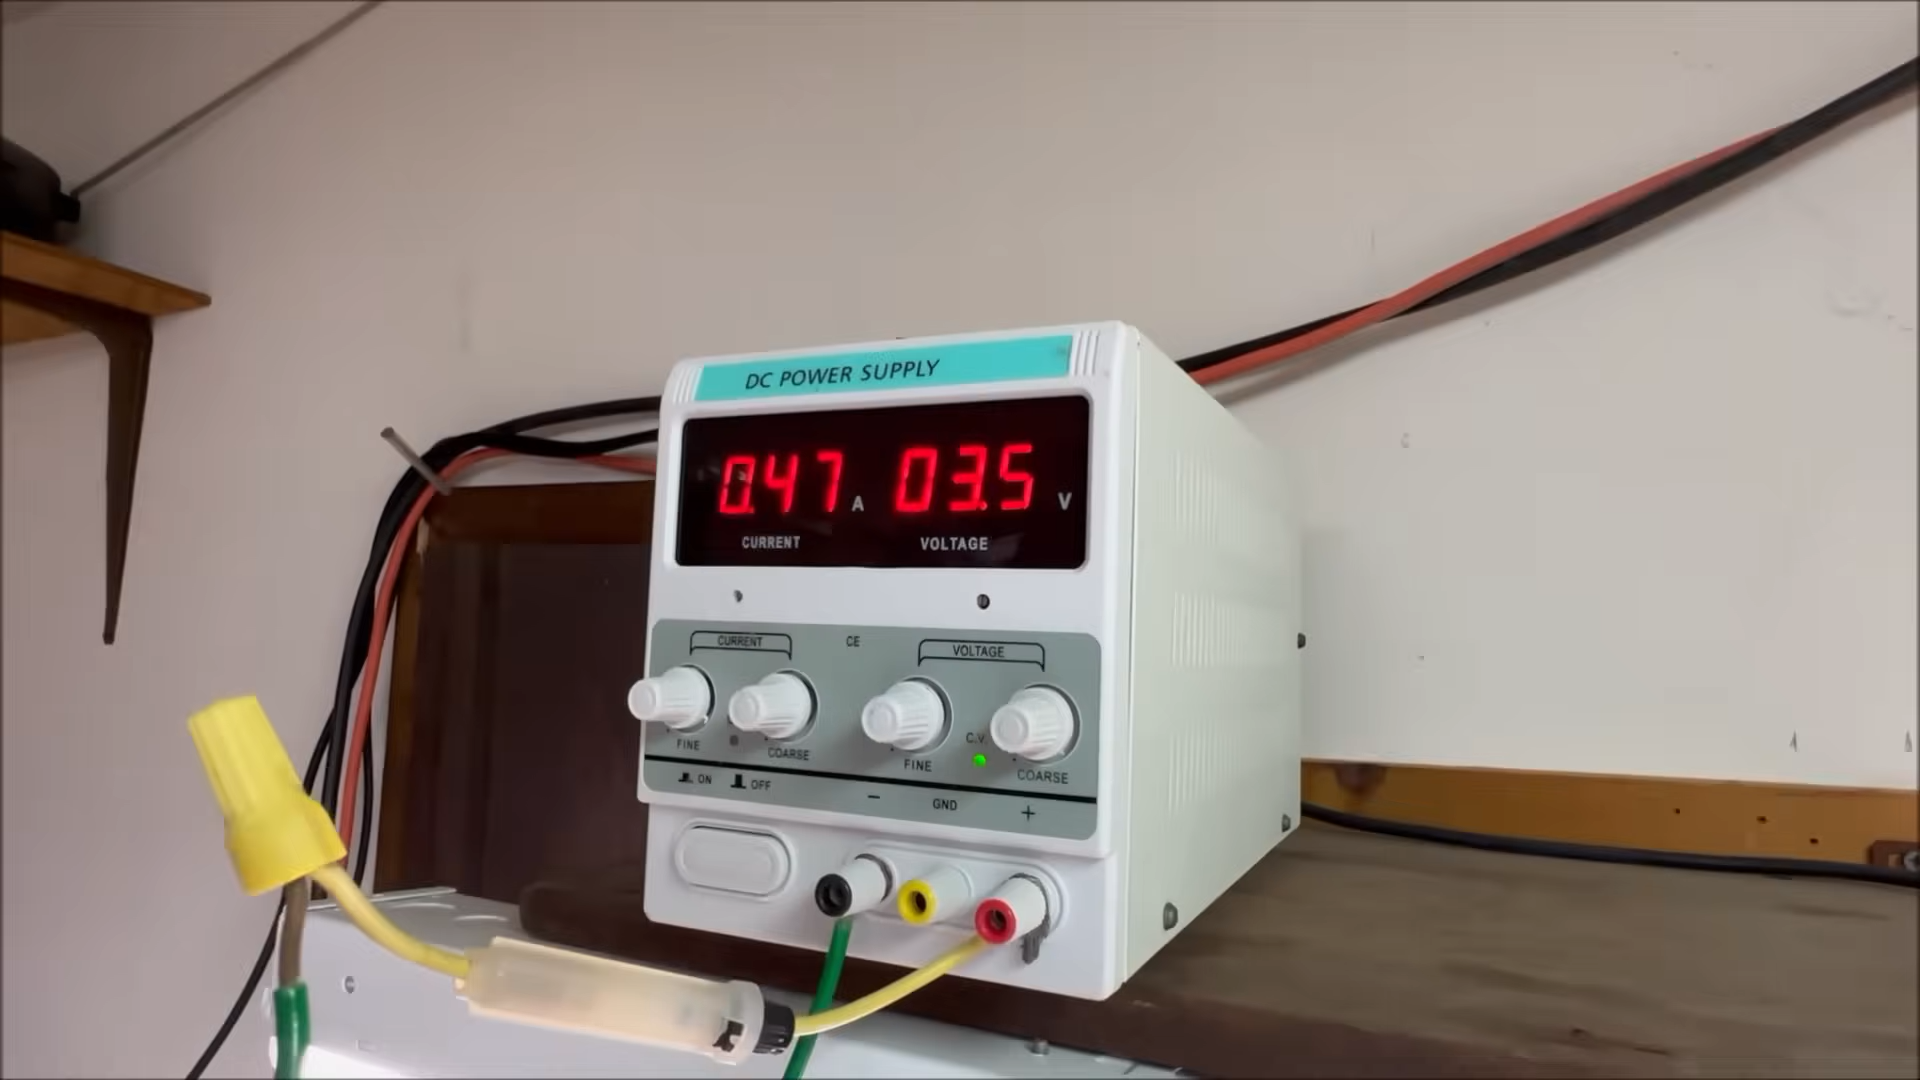 DC POWER SUPPLY
0.47 A 03.5 V
CURRENT VOLTAGE
CURRENT CE VOLTAGE
C.V.
FINE COARSE FINE COARSE
ON OFF - GND +